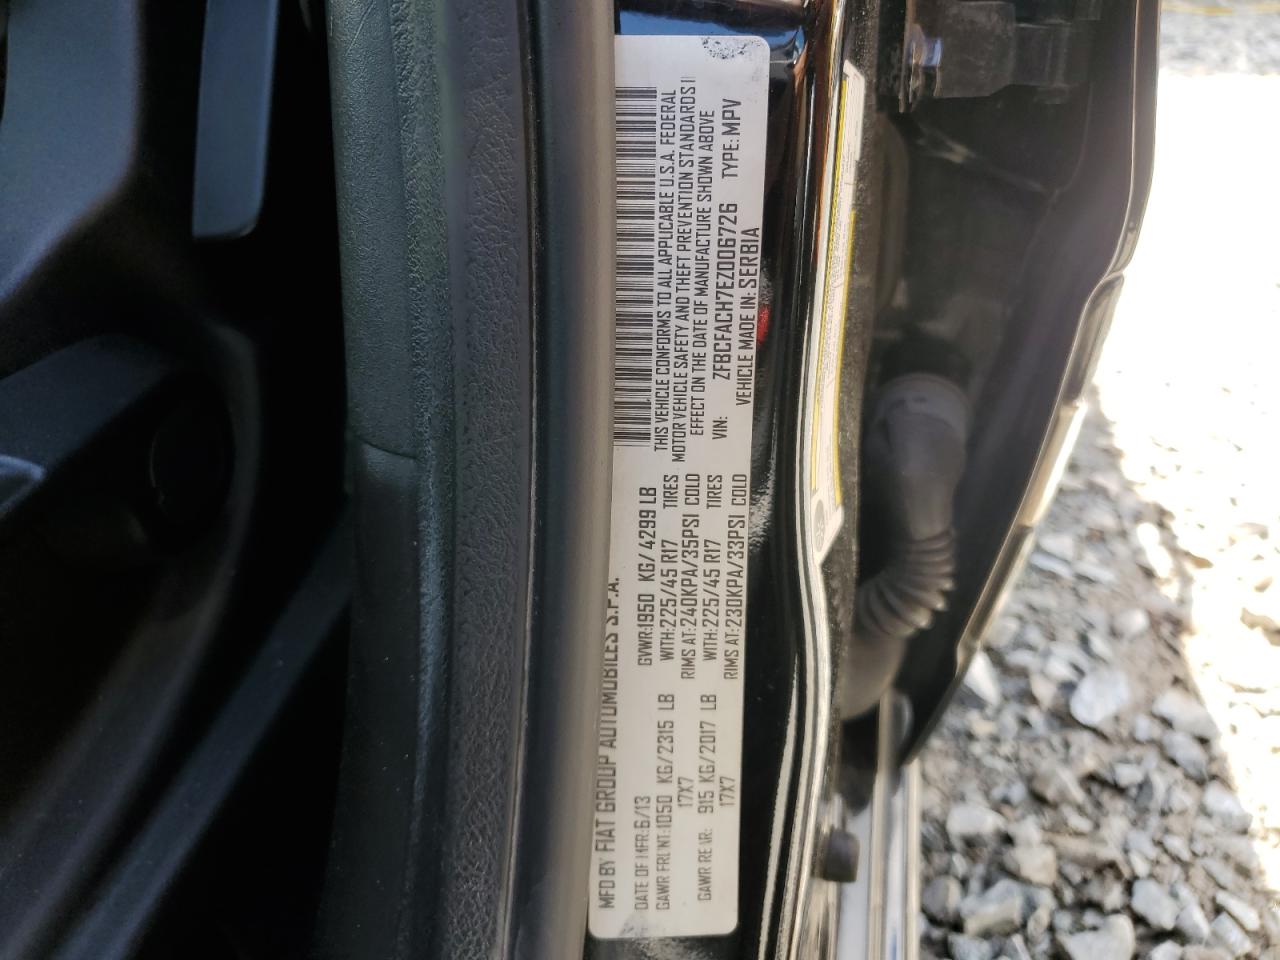 MFD BY FIAT GROUP AUTOMOBILES S.P.A.
DATE OF MFR:6/13 GVWR:1950 KG/ 4299 LB
GAWR FRONT:1050 KG/2315 LB WITH:225/45 R17 TIRES
17X7 RIMS AT:240KPA/35PSI COLD
GAWR REAR: 915 KG/2017 LB WITH:225/45 R17 TIRES
17X7 RIMS AT:230KPA/33PSI COLD
THIS VEHICLE CONFORMS TO ALL APPLICABLE U.S.A. FEDERAL
MOTOR VEHICLE SAFETY AND THEFT PREVENTION STANDARDS I
EFFECT ON THE DATE OF MANUFACTURE SHOWN ABOVE
VIN: ZFBCFACH7EZ006726 TYPE: MPV
VEHICLE MADE IN: SERBIA